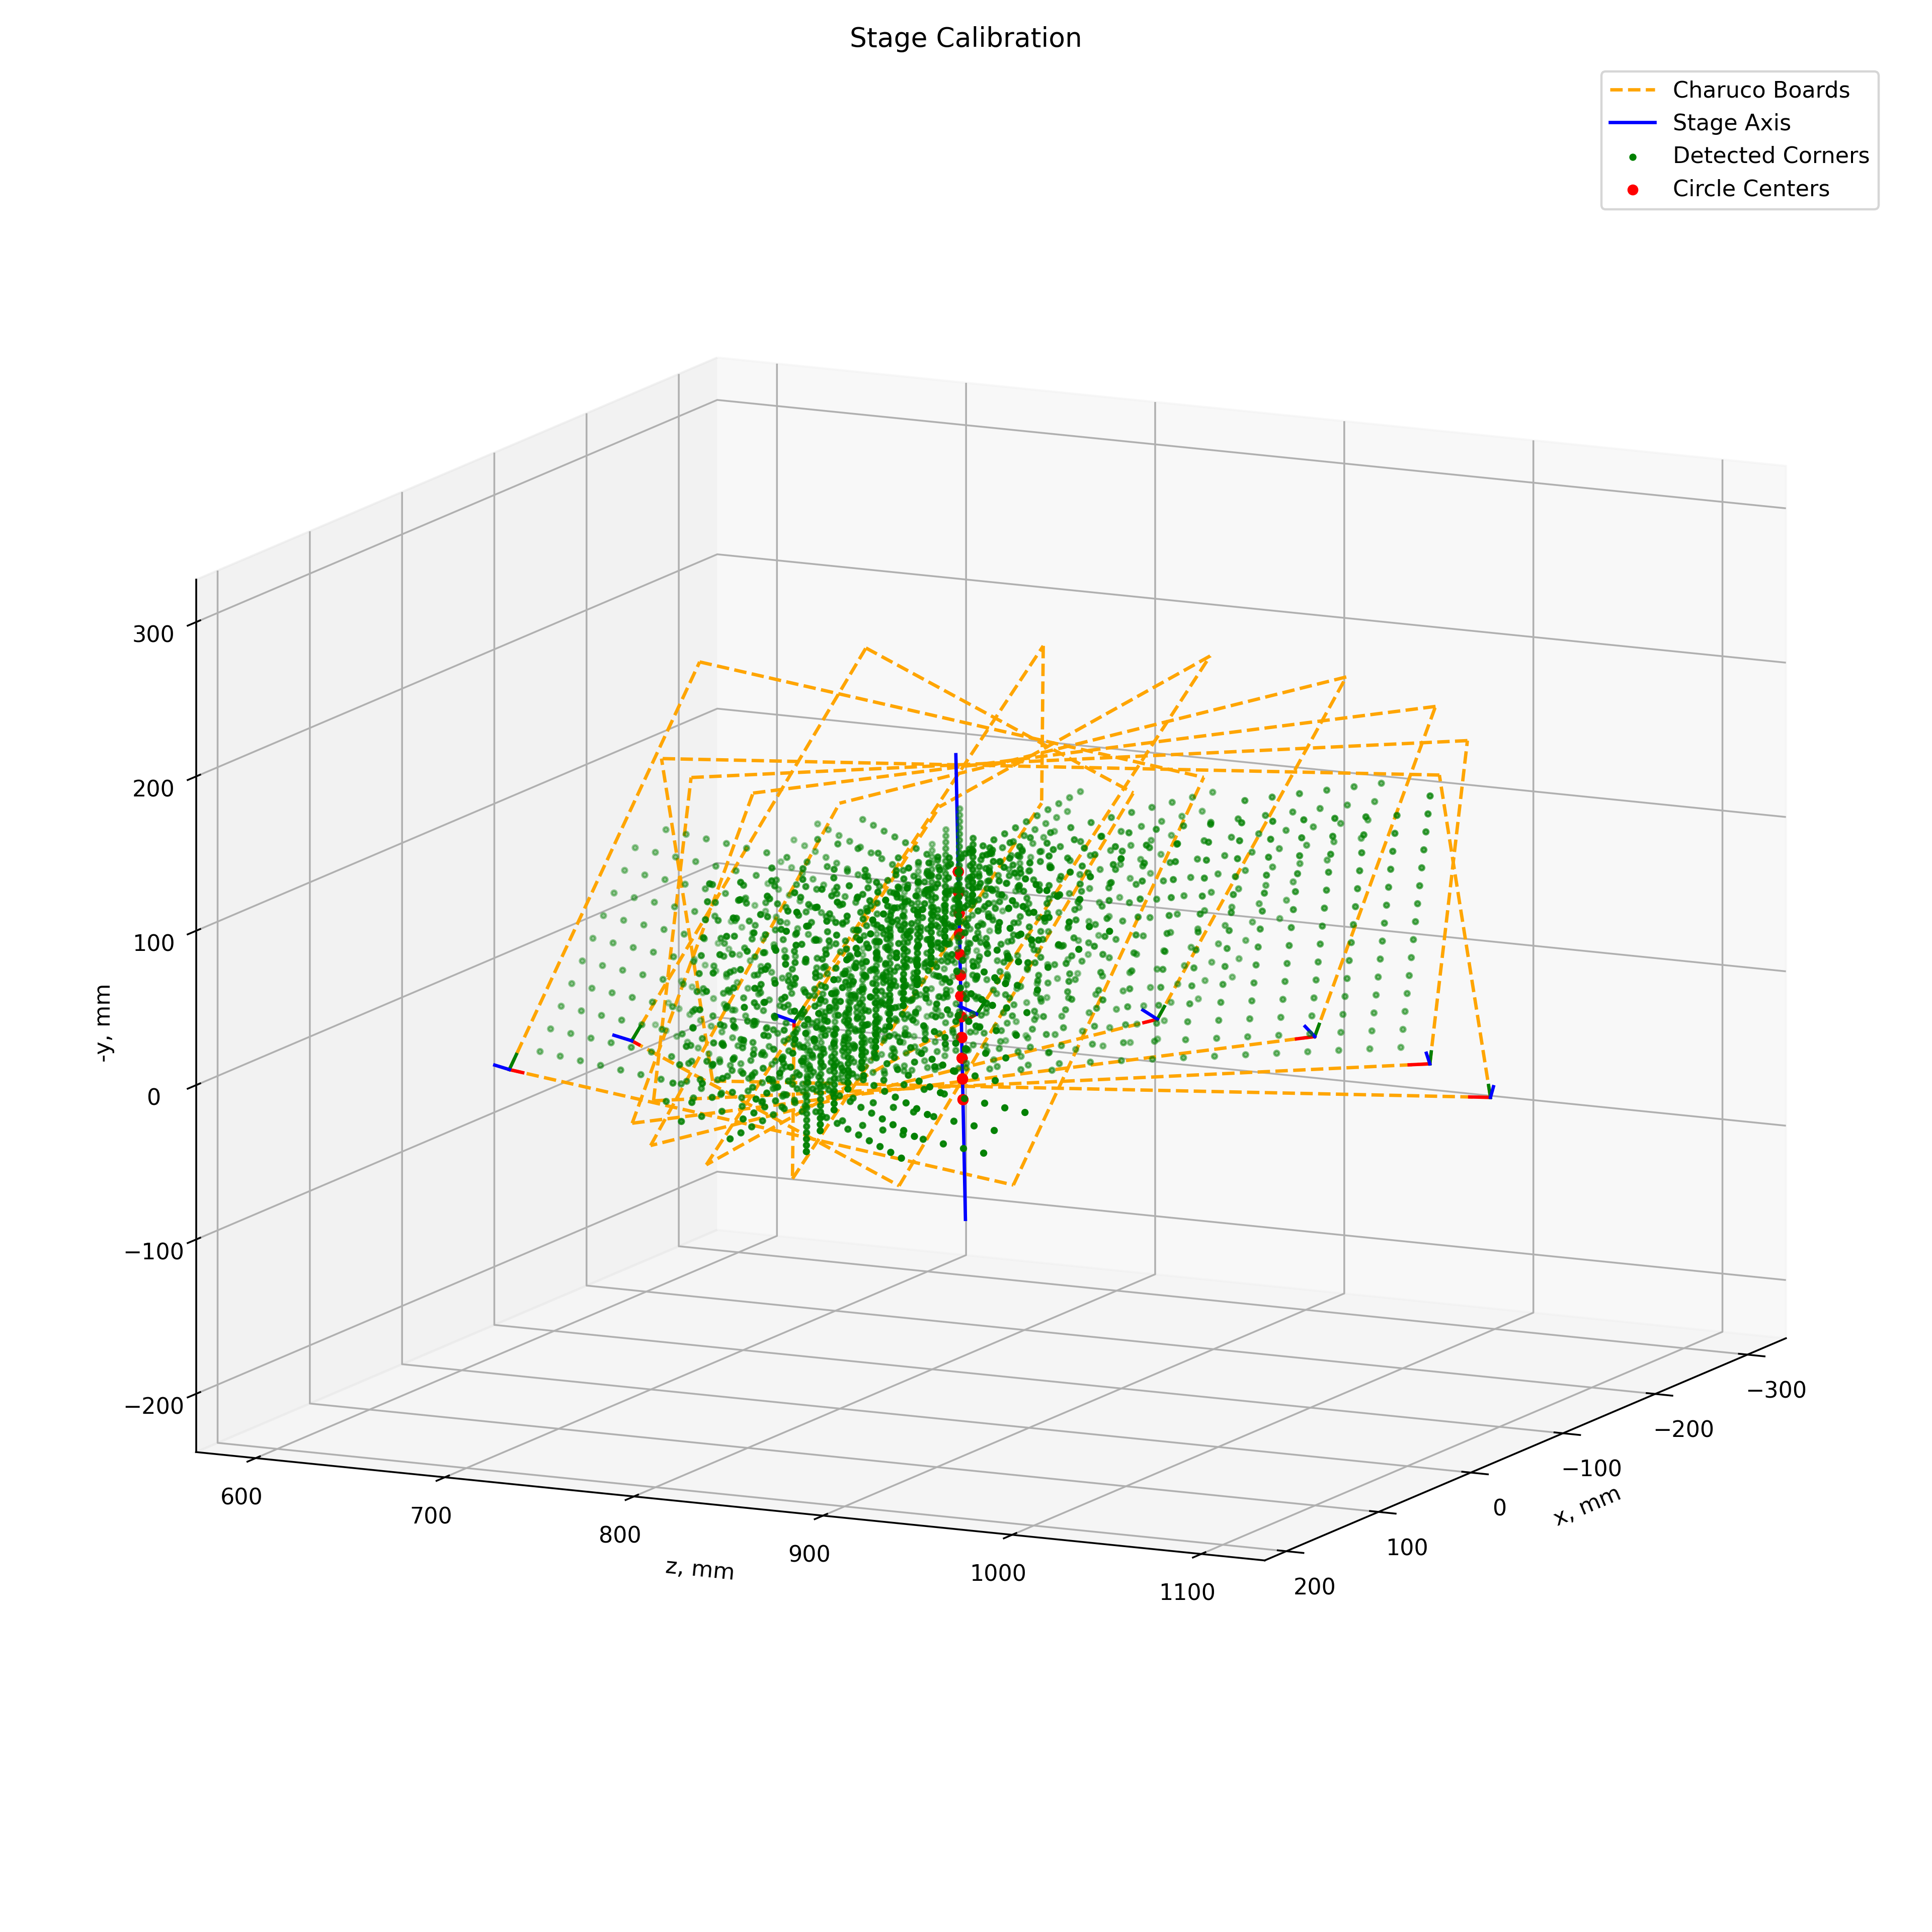 Stage Calibration
Charuco Boards
Stage Axis
Detected Corners
Circle Centers
300
200
100
0
−100
−200
-y, mm
600
700
800
900
1000
1100
z, mm
−300
−200
−100
0
100
200
x, mm